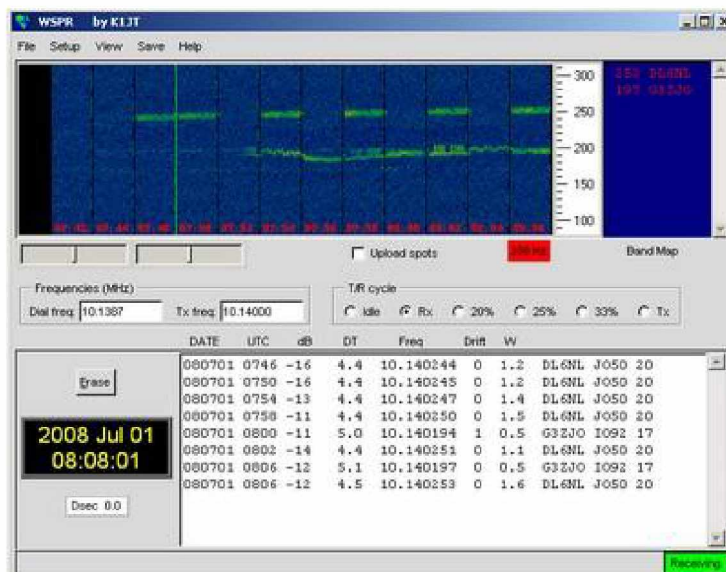 WSPR by K1JT
File Setup View Save Help
300
250
200
150
100
253 DL6NL
197 G3ZJO
Upload spots
Band Map
Frequencies (MHz)
Dial freq: 10.1387
Tx freq: 10.14000
T/R cycle
Idle Rx 20% 25% 33% Tx
DATE UTC dB DT Freq Drift W
080701 0746 -16 4.4 10.140244 0 1.2 DL6NL JO50 20
080701 0750 -16 4.4 10.140245 0 1.2 DL6NL JO50 20
080701 0754 -13 4.4 10.140247 0 1.4 DL6NL JO50 20
080701 0758 -11 4.4 10.140250 0 1.5 DL6NL JO50 20
080701 0800 -11 5.0 10.140194 1 0.5 G3ZJO IO92 17
080701 0802 -14 4.4 10.140251 0 1.1 DL6NL JO50 20
080701 0806 -12 5.1 10.140197 0 0.5 G3ZJO IO92 17
080701 0806 -12 4.5 10.140253 0 1.6 DL6NL JO50 20
Erase
2008 Jul 01
08:08:01
Dsec 0.0
Receiving